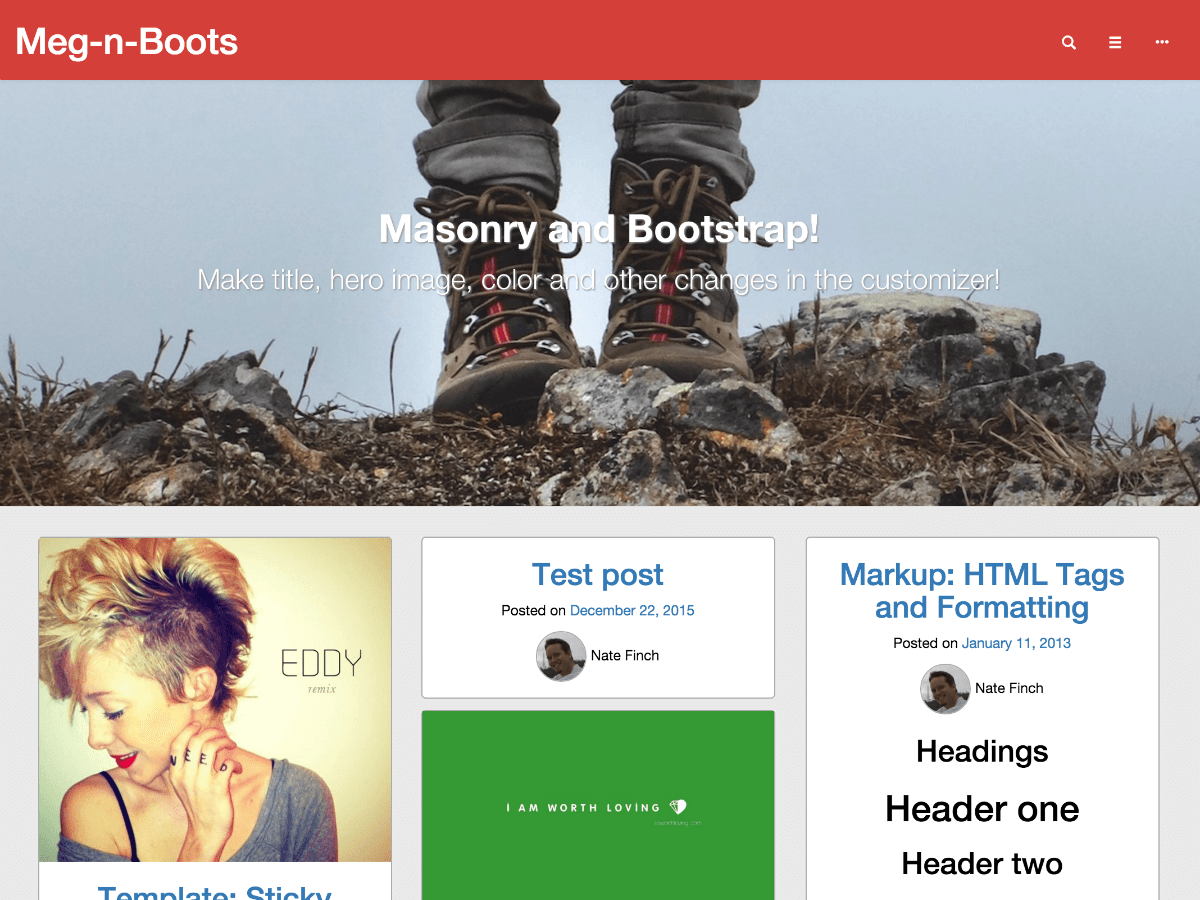 Meg-n-Boots
Masonry and Bootstrap!
Make title, hero image, color and other changes in the customizer!
EDDY
remix
Template: Sticky
Test post
Posted on December 22, 2015
Nate Finch
I AM WORTH LOVING
Markup: HTML Tags
and Formatting
Posted on January 11, 2013
Nate Finch
Headings
Header one
Header two